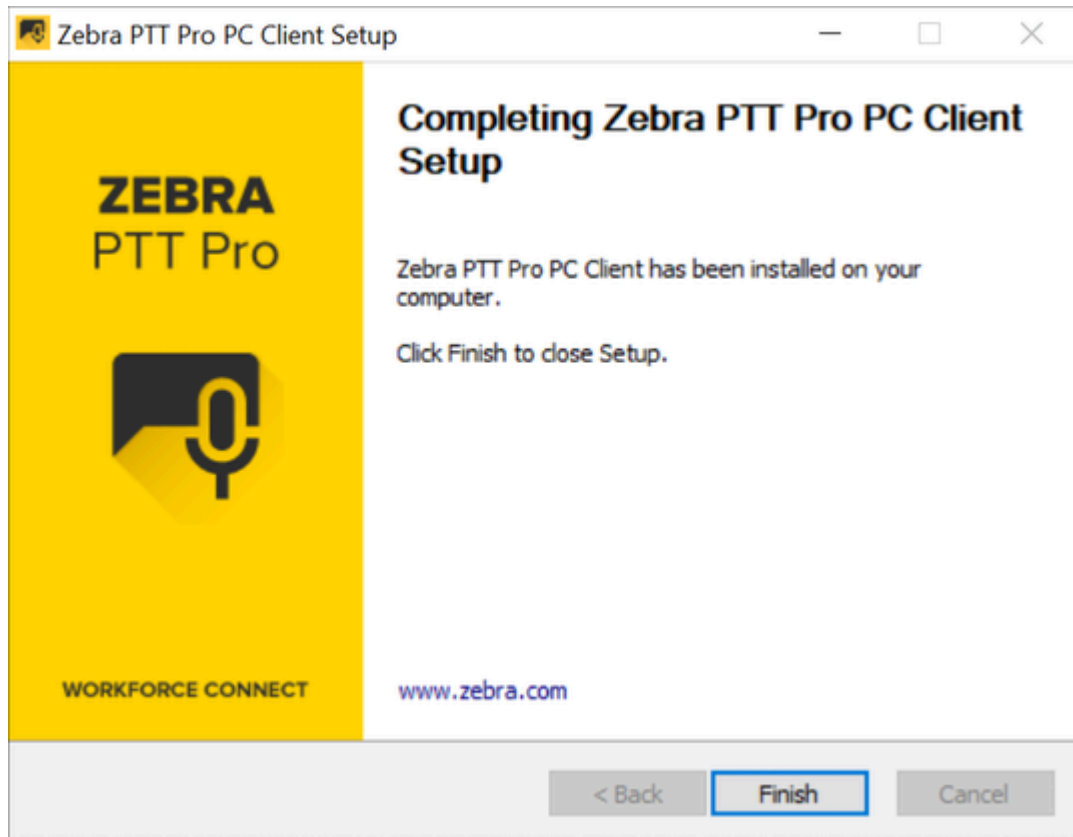 Zebra PTT Pro PC Client Setup
ZEBRA
PTT Pro
WORKFORCE CONNECT
Completing Zebra PTT Pro PC Client
Setup
Zebra PTT Pro PC Client has been installed on your
computer.
Click Finish to close Setup.
www.zebra.com
< Back
Finish
Cancel